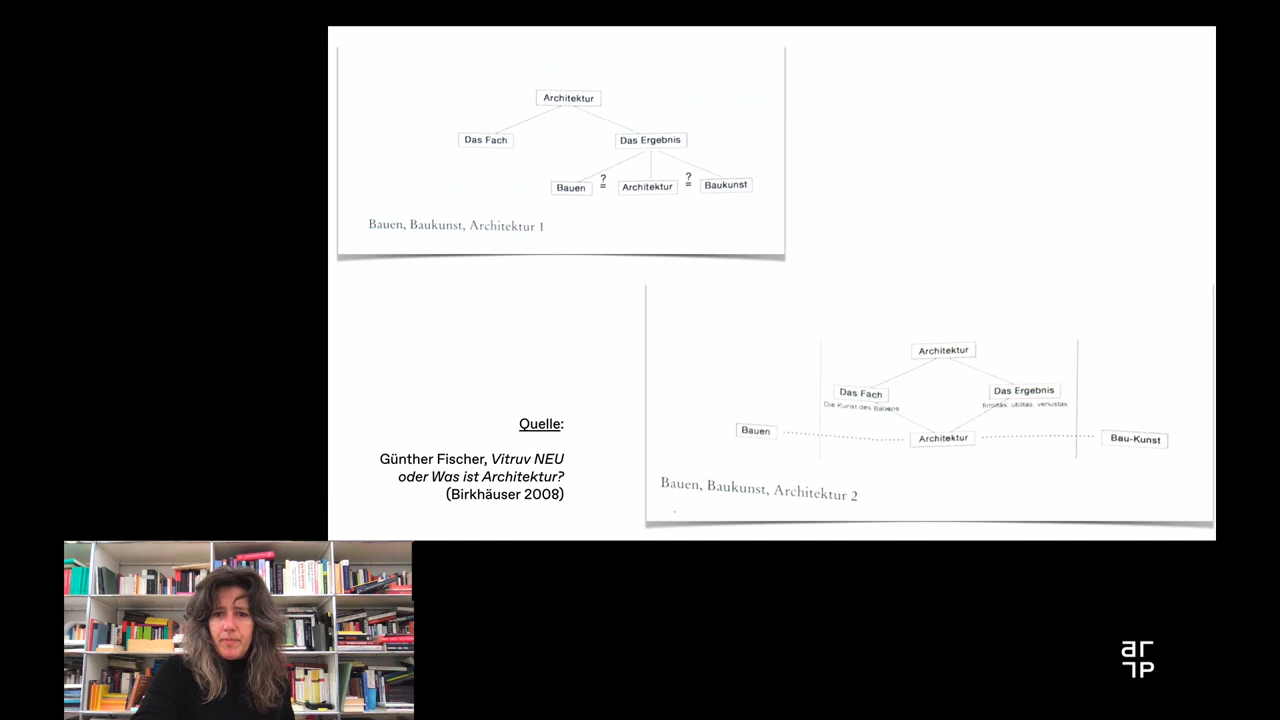 Architektur
Das Fach
Das Ergebnis
Bauen
?
=
Architektur
?
=
Baukunst
Bauen, Baukunst, Architektur 1
Architektur
Das Fach
Die Kunst des Bauens
Das Ergebnis
firmitas, utilitas, venustas
Bauen
Architektur
Bau-Kunst
Bauen, Baukunst, Architektur 2
Quelle:
Günther Fischer, Vitruv NEU
oder Was ist Architektur?
(Birkhäuser 2008)